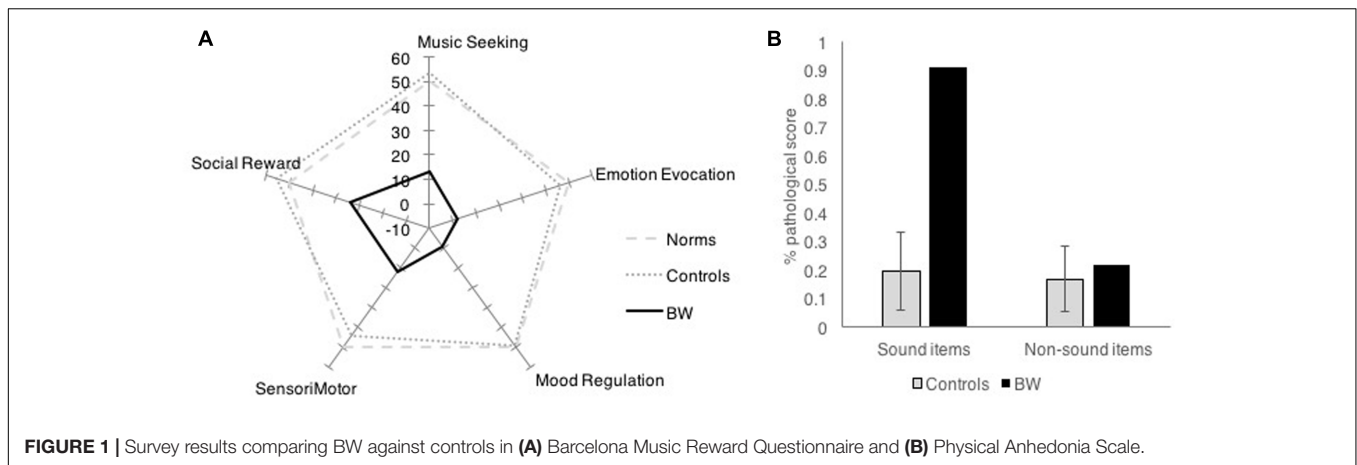 A
Music Seeking
60
50
40
30
20
10
0
-10
Social Reward
Emotion Evocation
SensoriMotor
Mood Regulation
Norms
Controls
BW
B
1
0.9
0.8
0.7
0.6
0.5
0.4
0.3
0.2
0.1
0
% pathological score
Sound items Non-sound items
Controls BW
FIGURE 1 | Survey results comparing BW against controls in (A) Barcelona Music Reward Questionnaire and (B) Physical Anhedonia Scale.